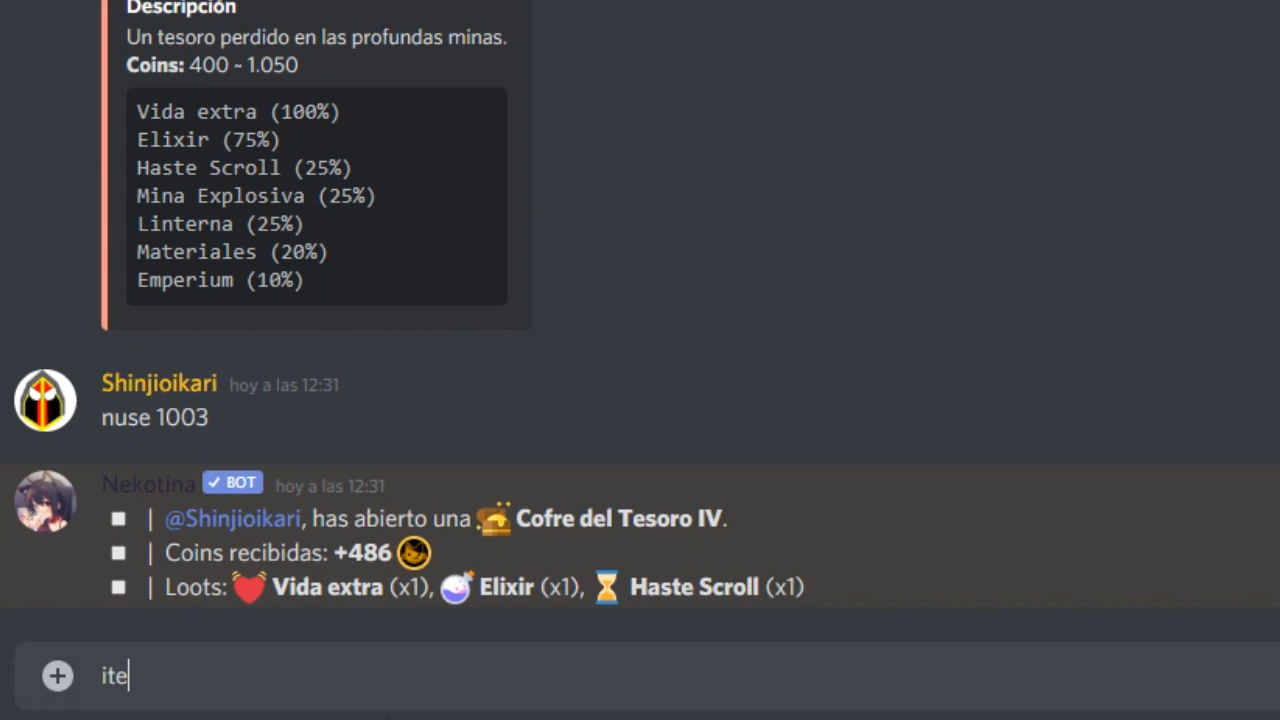 Descripción
Un tesoro perdido en las profundas minas.
Coins: 400 ~ 1.050
Vida extra (100%)
Elixir (75%)
Haste Scroll (25%)
Mina Explosiva (25%)
Linterna (25%)
Materiales (20%)
Emperium (10%)
Shinjioikari hoy a las 12:31
nuse 1003
Nekotina ✓ BOT hoy a las 12:31
| @Shinjioikari, has abierto una Cofre del Tesoro IV.
| Coins recibidas: +486
| Loots: Vida extra (x1), Elixir (x1), Haste Scroll (x1)
ite